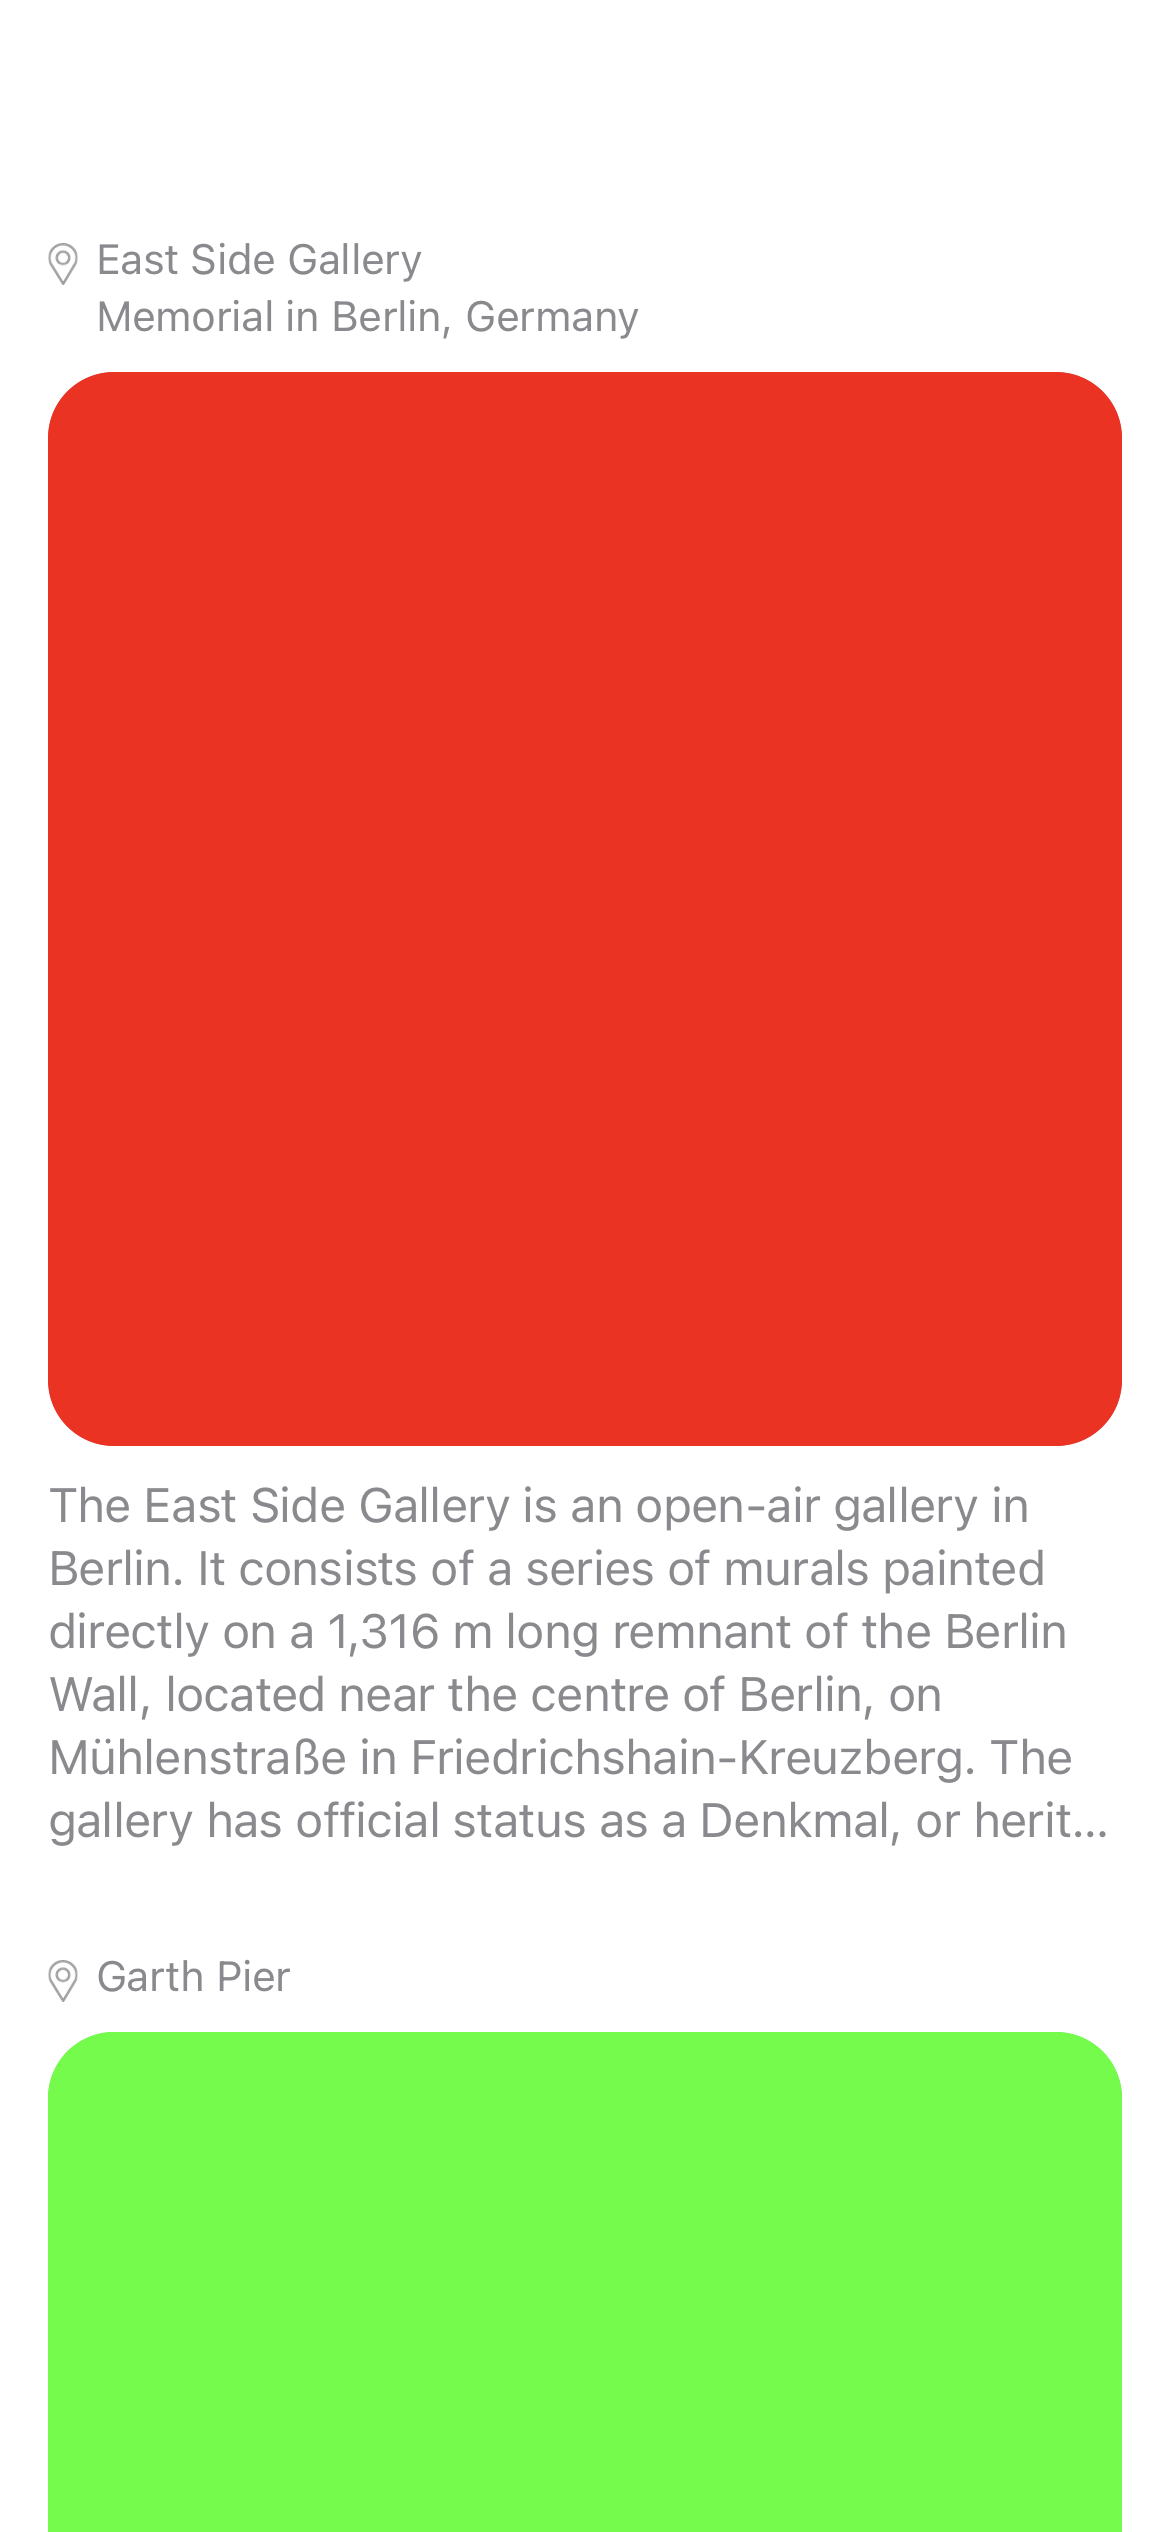 East Side Gallery
Memorial in Berlin, Germany
The East Side Gallery is an open-air gallery in
Berlin. It consists of a series of murals painted
directly on a 1,316 m long remnant of the Berlin
Wall, located near the centre of Berlin, on
Mühlenstraße in Friedrichshain-Kreuzberg. The
gallery has official status as a Denkmal, or herit...
Garth Pier